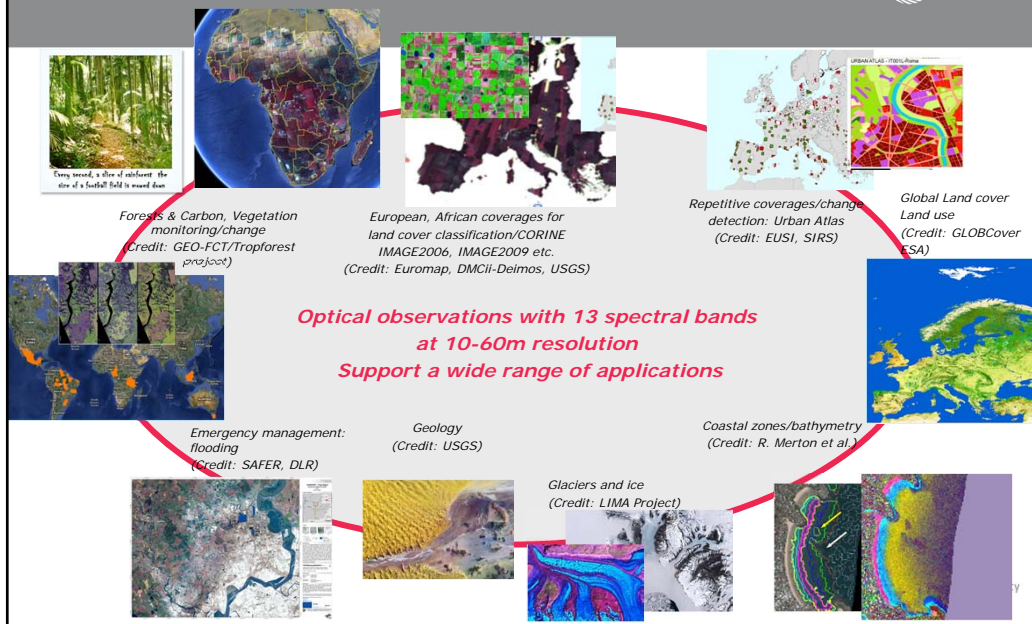 Every second, a slice of rainforest the
size of a football field is mowed down
URBAN ATLAS - IT001L-Roma
Forests & Carbon, Vegetation
monitoring/change
(Credit: GEO-FCT/Tropforest
project)
European, African coverages for
land cover classification/CORINE
IMAGE2006, IMAGE2009 etc.
(Credit: Euromap, DMCii-Deimos, USGS)
Repetitive coverages/change
detection: Urban Atlas
(Credit: EUSI, SIRS)
Global Land cover
Land use
(Credit: GLOBCover
ESA)
Optical observations with 13 spectral bands
at 10-60m resolution
Support a wide range of applications
Emergency management:
flooding
(Credit: SAFER, DLR)
Geology
(Credit: USGS)
Glaciers and ice
(Credit: LIMA Project)
Coastal zones/bathymetry
(Credit: R. Merton et al.)